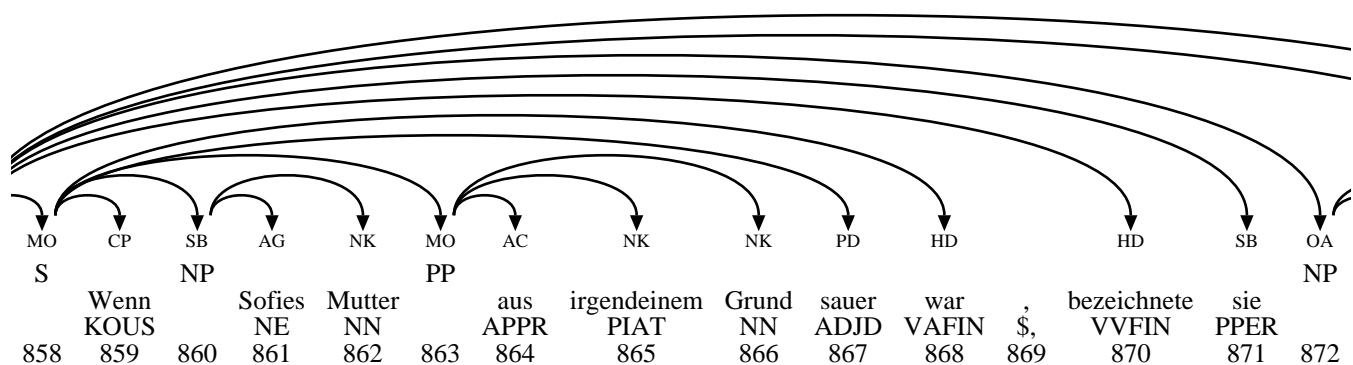 MO CP SB AG NK MO AC NK NK PD HD HD SB OA
S NP PP NP
Wenn Sofies Mutter aus irgendeinem Grund sauer war , bezeichnete sie
KOUS NE NN APPR PIAT NN ADJD VAFIN $, VVFIN PPER
858 859 860 861 862 863 864 865 866 867 868 869 870 871 872